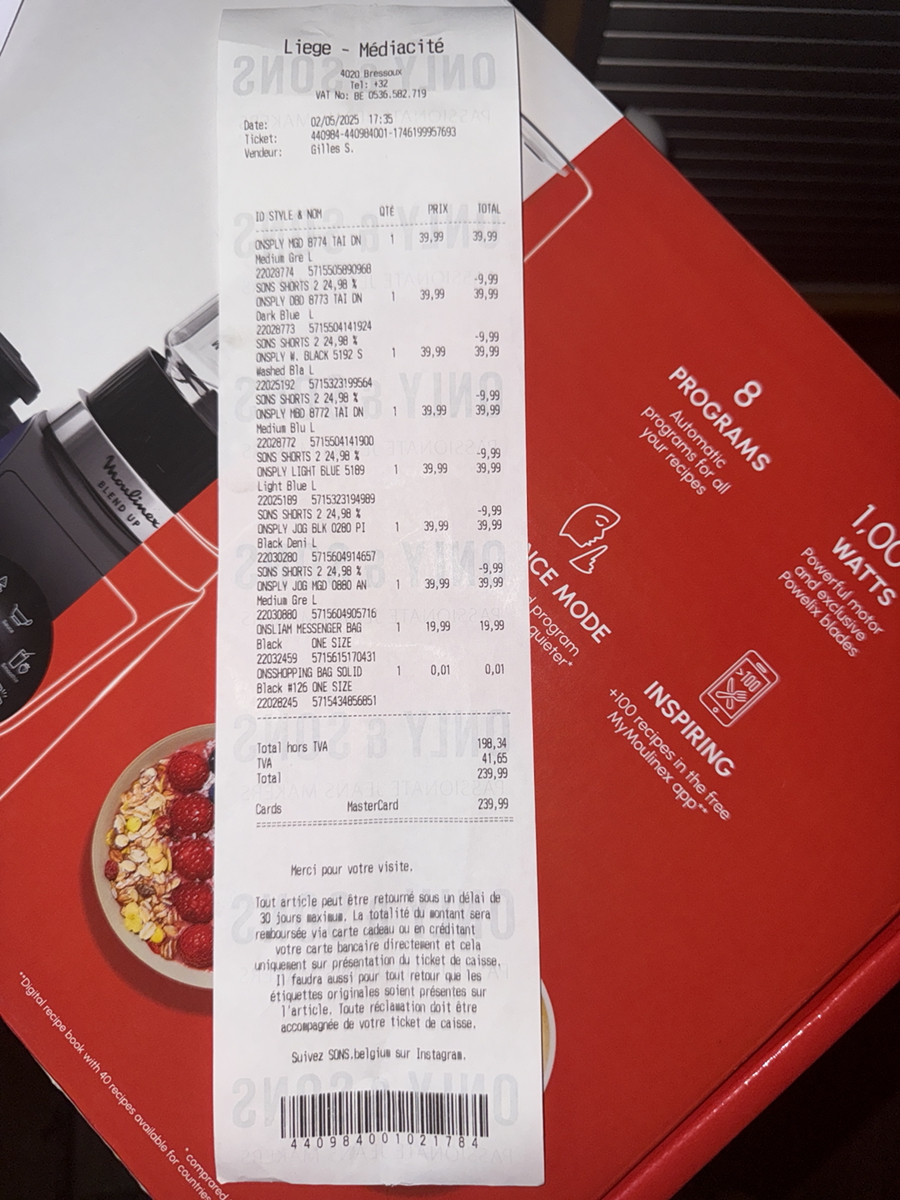 Liege - Médiacité
4020 Bressoux
Tel: +32
VAT No: BE 0536.582.719
Date: 02/05/2025 17:35
Ticket: 440984-440984001-1746199957693
Vendeur: Gilles S.
ID STYLE & NOM QTÉ PRIX TOTAL
ONSPLY MGD 8774 TAI DN 1 39,99 39,99
Medium Gre L
22028774 5715505890968
SONS SHORTS 2 24,98 % -9,99
ONSPLY DBD 8773 TAI DN 1 39,99 39,99
Dark Blue L
22028773 5715504141924
SONS SHORTS 2 24,98 % -9,99
ONSPLY W. BLACK 5192 S 1 39,99 39,99
Washed Bla L
22025192 5715323199564
SONS SHORTS 2 24,98 % -9,99
ONSPLY MBD 8772 TAI DN 1 39,99 39,99
Medium Blu L
22028772 5715504141900
SONS SHORTS 2 24,98 % -9,99
ONSPLY LIGHT BLUE 5189 1 39,99 39,99
Light Blue L
22025189 5715323194989
SONS SHORTS 2 24,98 % -9,99
ONSPLY JOG BLK 0280 PI 1 39,99 39,99
Black Deni L
22030280 5715604914657
SONS SHORTS 2 24,98 % -9,99
ONSPLY JOG MGD 0880 AN 1 39,99 39,99
Medium Gre L
22030880 5715604905716
ONSLIAM MESSENGER BAG 1 19,99 19,99
Black ONE SIZE
22032459 5715615170431
ONSSHOPPING BAG SOLID 1 0,01 0,01
Black #126 ONE SIZE
22028245 5715434856851
Total hors TVA 198,34
TVA 41,65
Total 239,99
Cards MasterCard 239,99
Merci pour votre visite.
Tout article peut être retourné sous un délai de
30 jours maximum. La totalité du montant sera
remboursée via carte cadeau ou en créditant
votre carte bancaire directement et cela
uniquement sur présentation du ticket de caisse.
Il faudra aussi pour tout retour que les
étiquettes originales soient présentes sur
l'article. Toute réclamation doit être
accompagnée de votre ticket de caisse.
Suivez SONS.belgium sur Instagram.
440984001021784
Moulinex
BLEND UP
8
PROGRAMS
Automatic
programs for all
your recipes
1,00
WATTS
Powerful motor
and exclusive
Powelix blades
NCE MODE
d program
quieter*
>100
INSPIRING
+100 recipes in the free
MyMoulinex app**
**Digital recipe book with 40 recipes available for countries
* compared